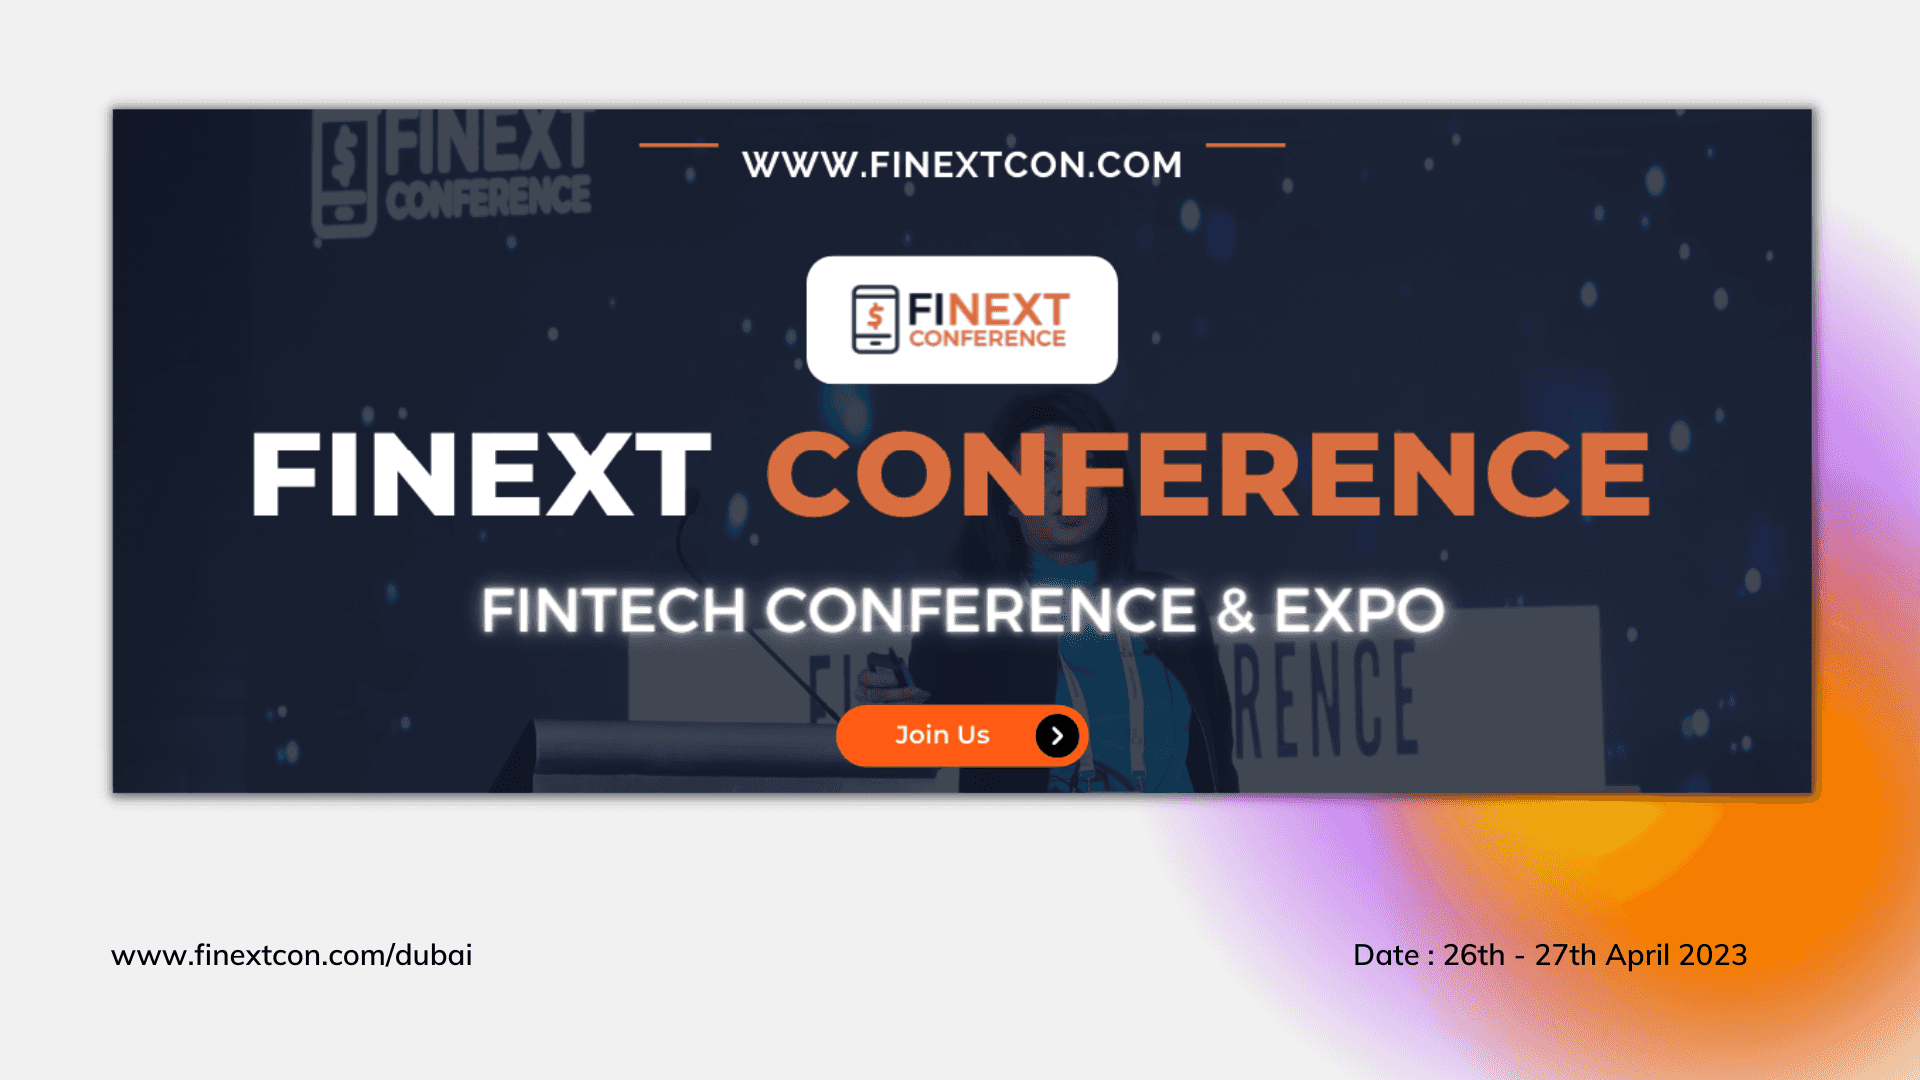 FINEXT
CONFERENCE
WWW.FINEXTCON.COM
FINEXT
CONFERENCE
FINEXT CONFERENCE
FINTECH CONFERENCE & EXPO
RENCE
Join Us
www.finextcon.com/dubai
Date : 26th - 27th April 2023